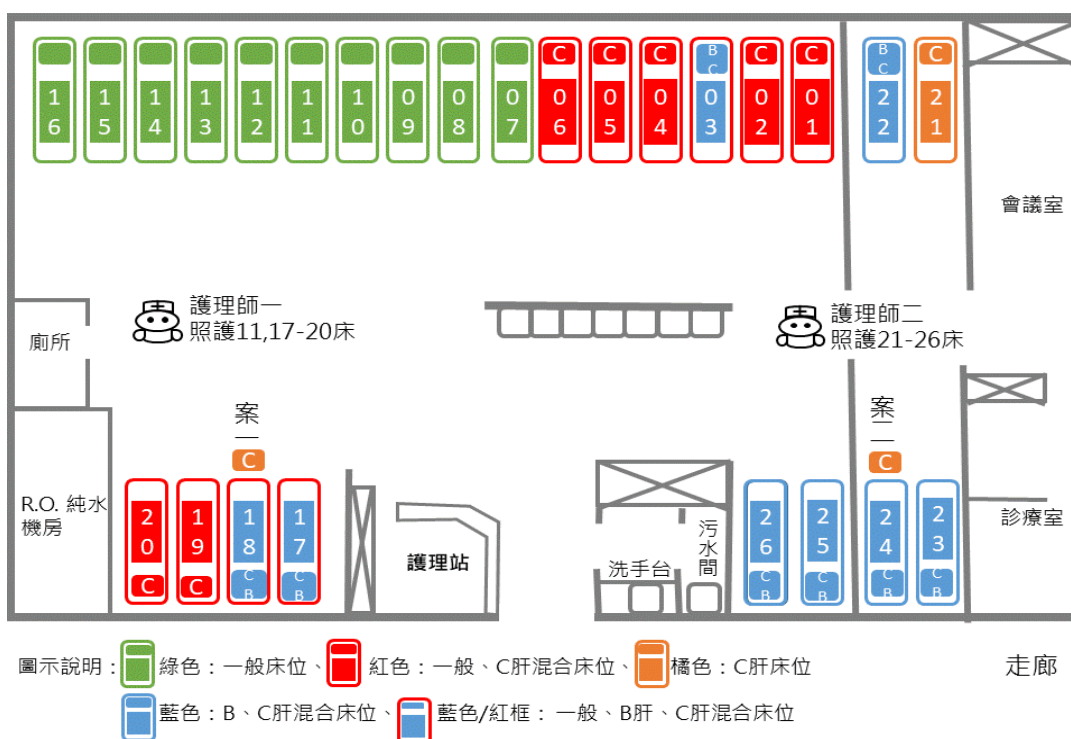 C C C B C C B C
C
C
16 15 14 13 12 11 10 09 08 07 06 05 04 03 02 01 22 21
會議室
護理師一
照護11,17-20床
護理師二
照護21-26床
廁所
案一
C
案二
C
R.O. 純水
機房
20 19 18 17
C C C B C B
護理站
洗手台
污水間
26 25 24 23
C B C B C B C B
診療室
圖示說明：綠色：一般床位、紅色：一般、C肝混合床位、橘色：C肝床位
走廊
藍色：B、C肝混合床位、藍色/紅框：一般、B肝、C肝混合床位